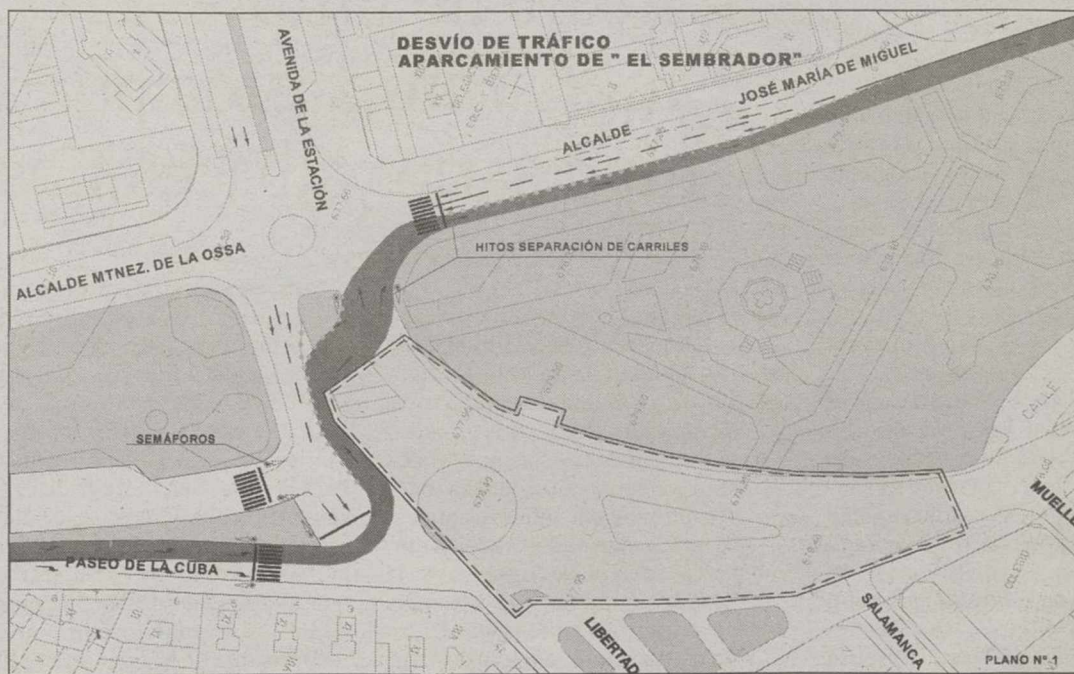 DESVÍO DE TRÁFICO
APARCAMIENTO DE " EL SEMBRADOR"
AVENIDA DE LA ESTACIÓN
JOSÉ MARÍA DE MIGUEL
ALCALDE
HITOS SEPARACIÓN DE CARRILES
ALCALDE MTNEZ. DE LA OSSA
SEMÁFOROS
PASEO DE LA CUBA
CALLE
MUELLE
COLEGIO
LIBERTAD
SALAMANCA
PLANO Nº 1